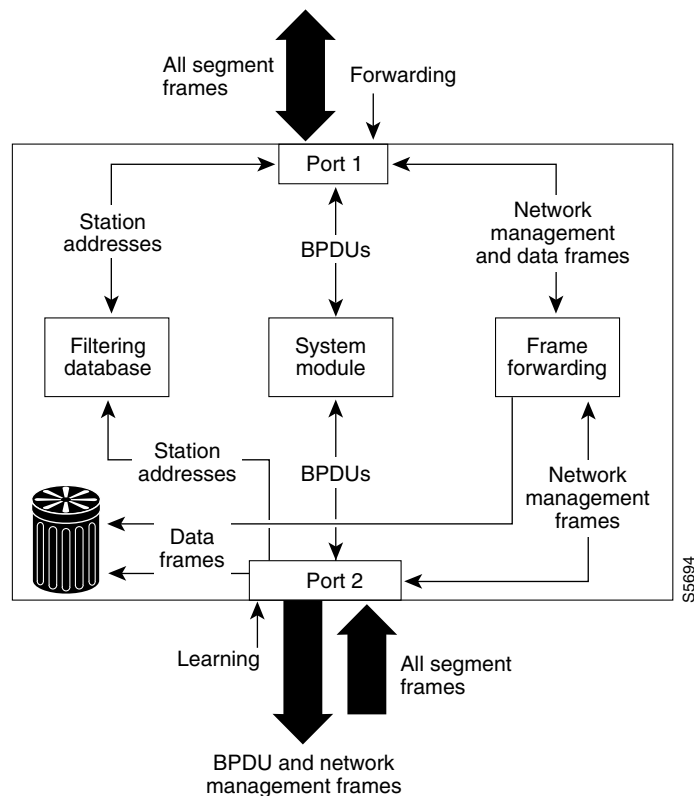 All segment
frames
Forwarding
Port 1
Station
addresses
BPDUs
Network
management
and data frames
Filtering
database
System
module
Frame
forwarding
Station
addresses
BPDUs
Network
management
frames
Data
frames
Port 2
S5694
Learning
All segment
frames
BPDU and network
management frames